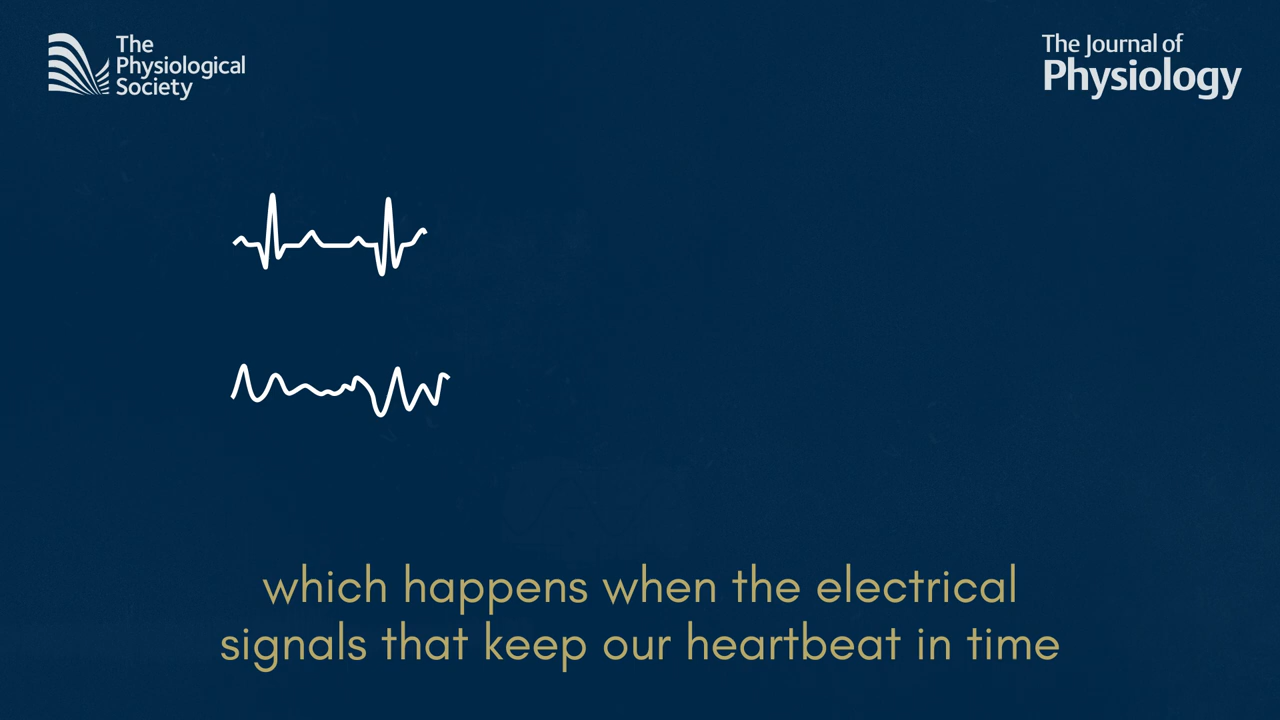 The
Physiological
Society
The Journal of
Physiology
which happens when the electrical
signals that keep our heartbeat in time